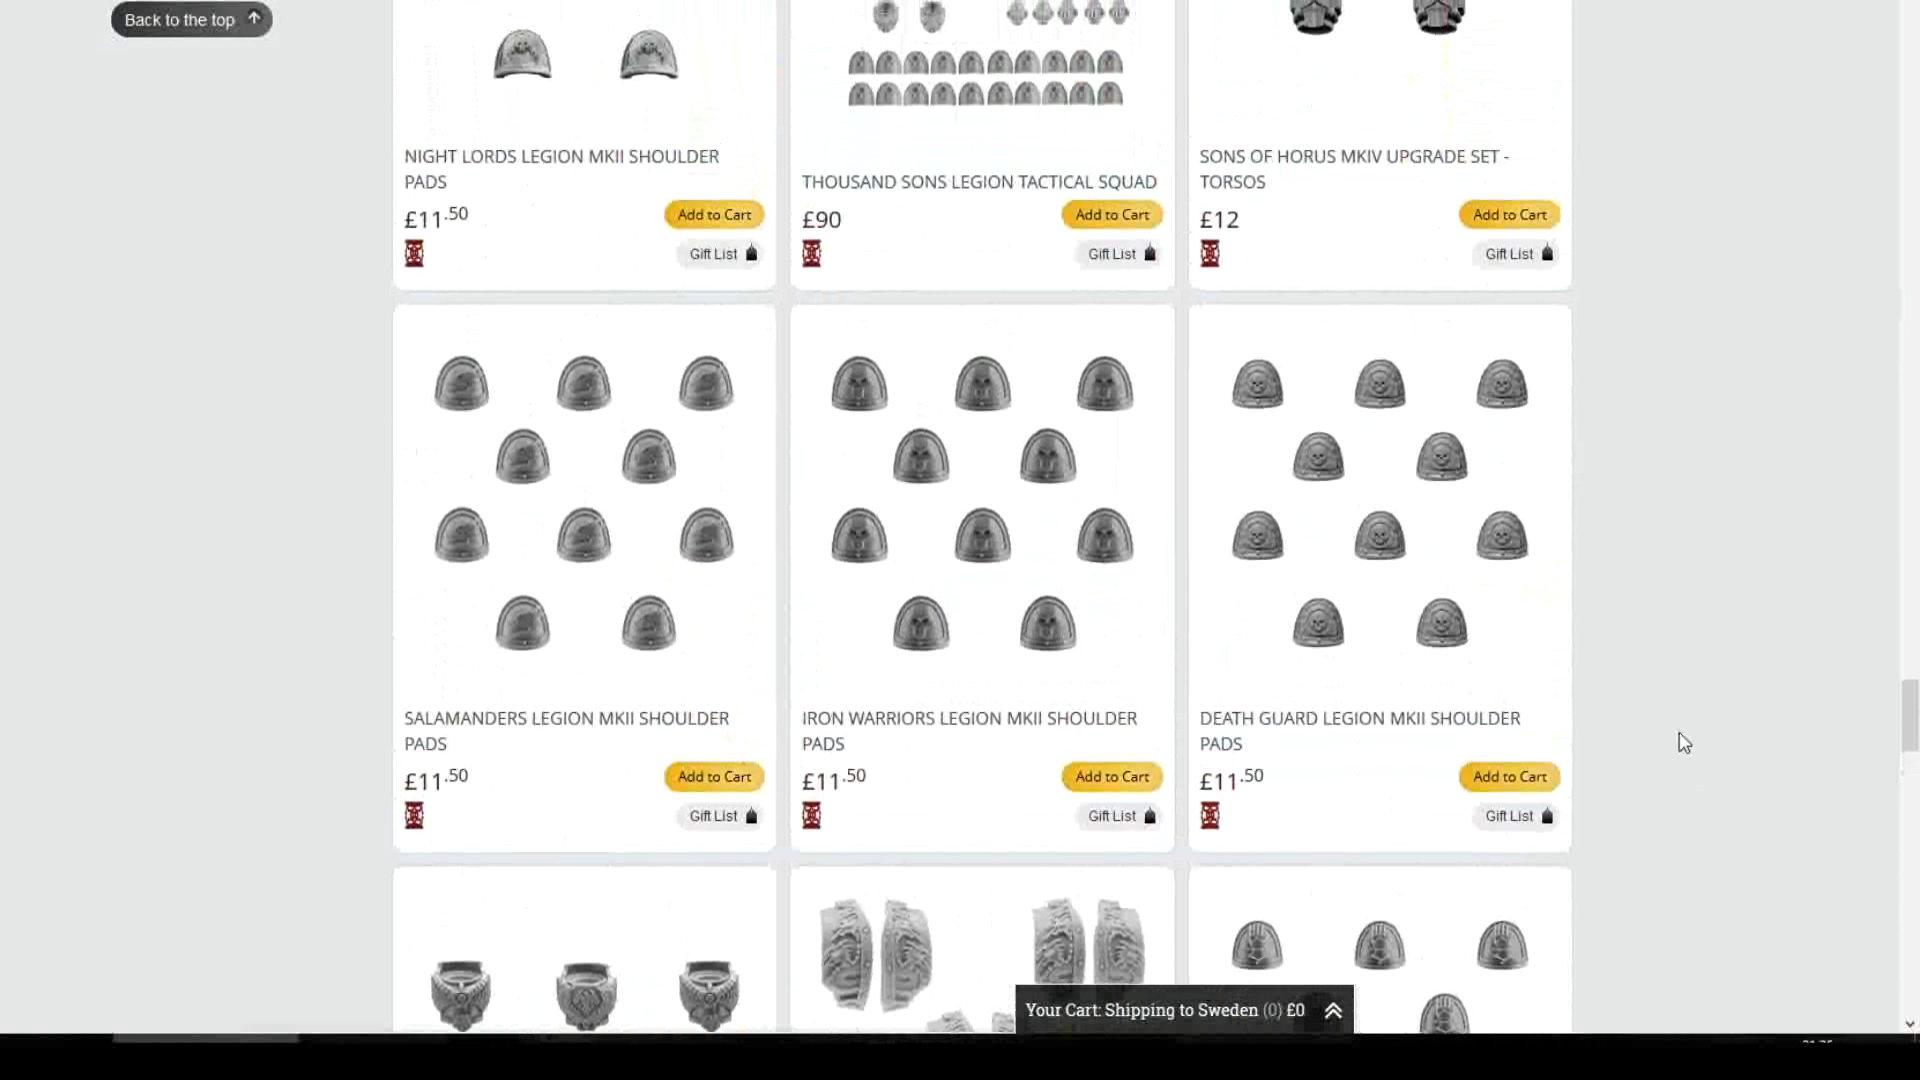 Back to the top
NIGHT LORDS LEGION MKII SHOULDER
PADS
£11.50
Add to Cart
Gift List
THOUSAND SONS LEGION TACTICAL SQUAD
£90
Add to Cart
Gift List
SONS OF HORUS MKIV UPGRADE SET -
TORSOS
£12
Add to Cart
Gift List
SALAMANDERS LEGION MKII SHOULDER
PADS
£11.50
Add to Cart
Gift List
IRON WARRIORS LEGION MKII SHOULDER
PADS
£11.50
Add to Cart
Gift List
DEATH GUARD LEGION MKII SHOULDER
PADS
£11.50
Add to Cart
Gift List
Your Cart: Shipping to Sweden (0) £0